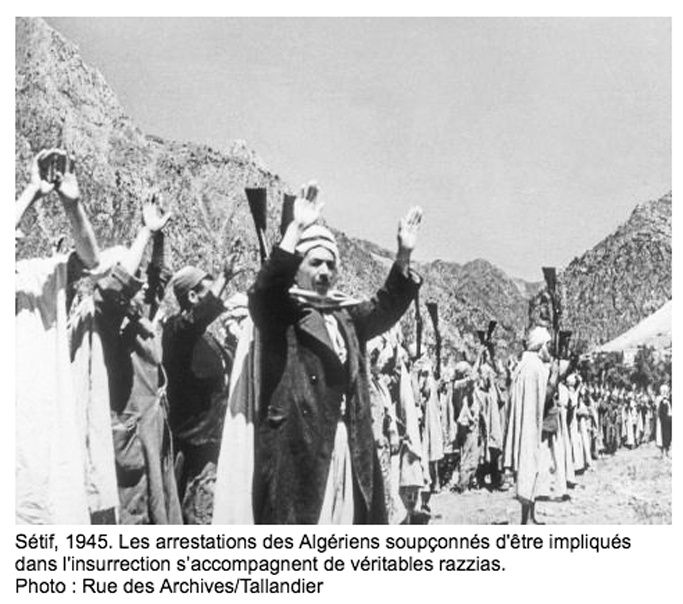 Sétif, 1945. Les arrestations des Algériens soupçonnés d'être impliqués
dans l'insurrection s'accompagnent de véritables razzias.
Photo : Rue des Archives/Tallandier